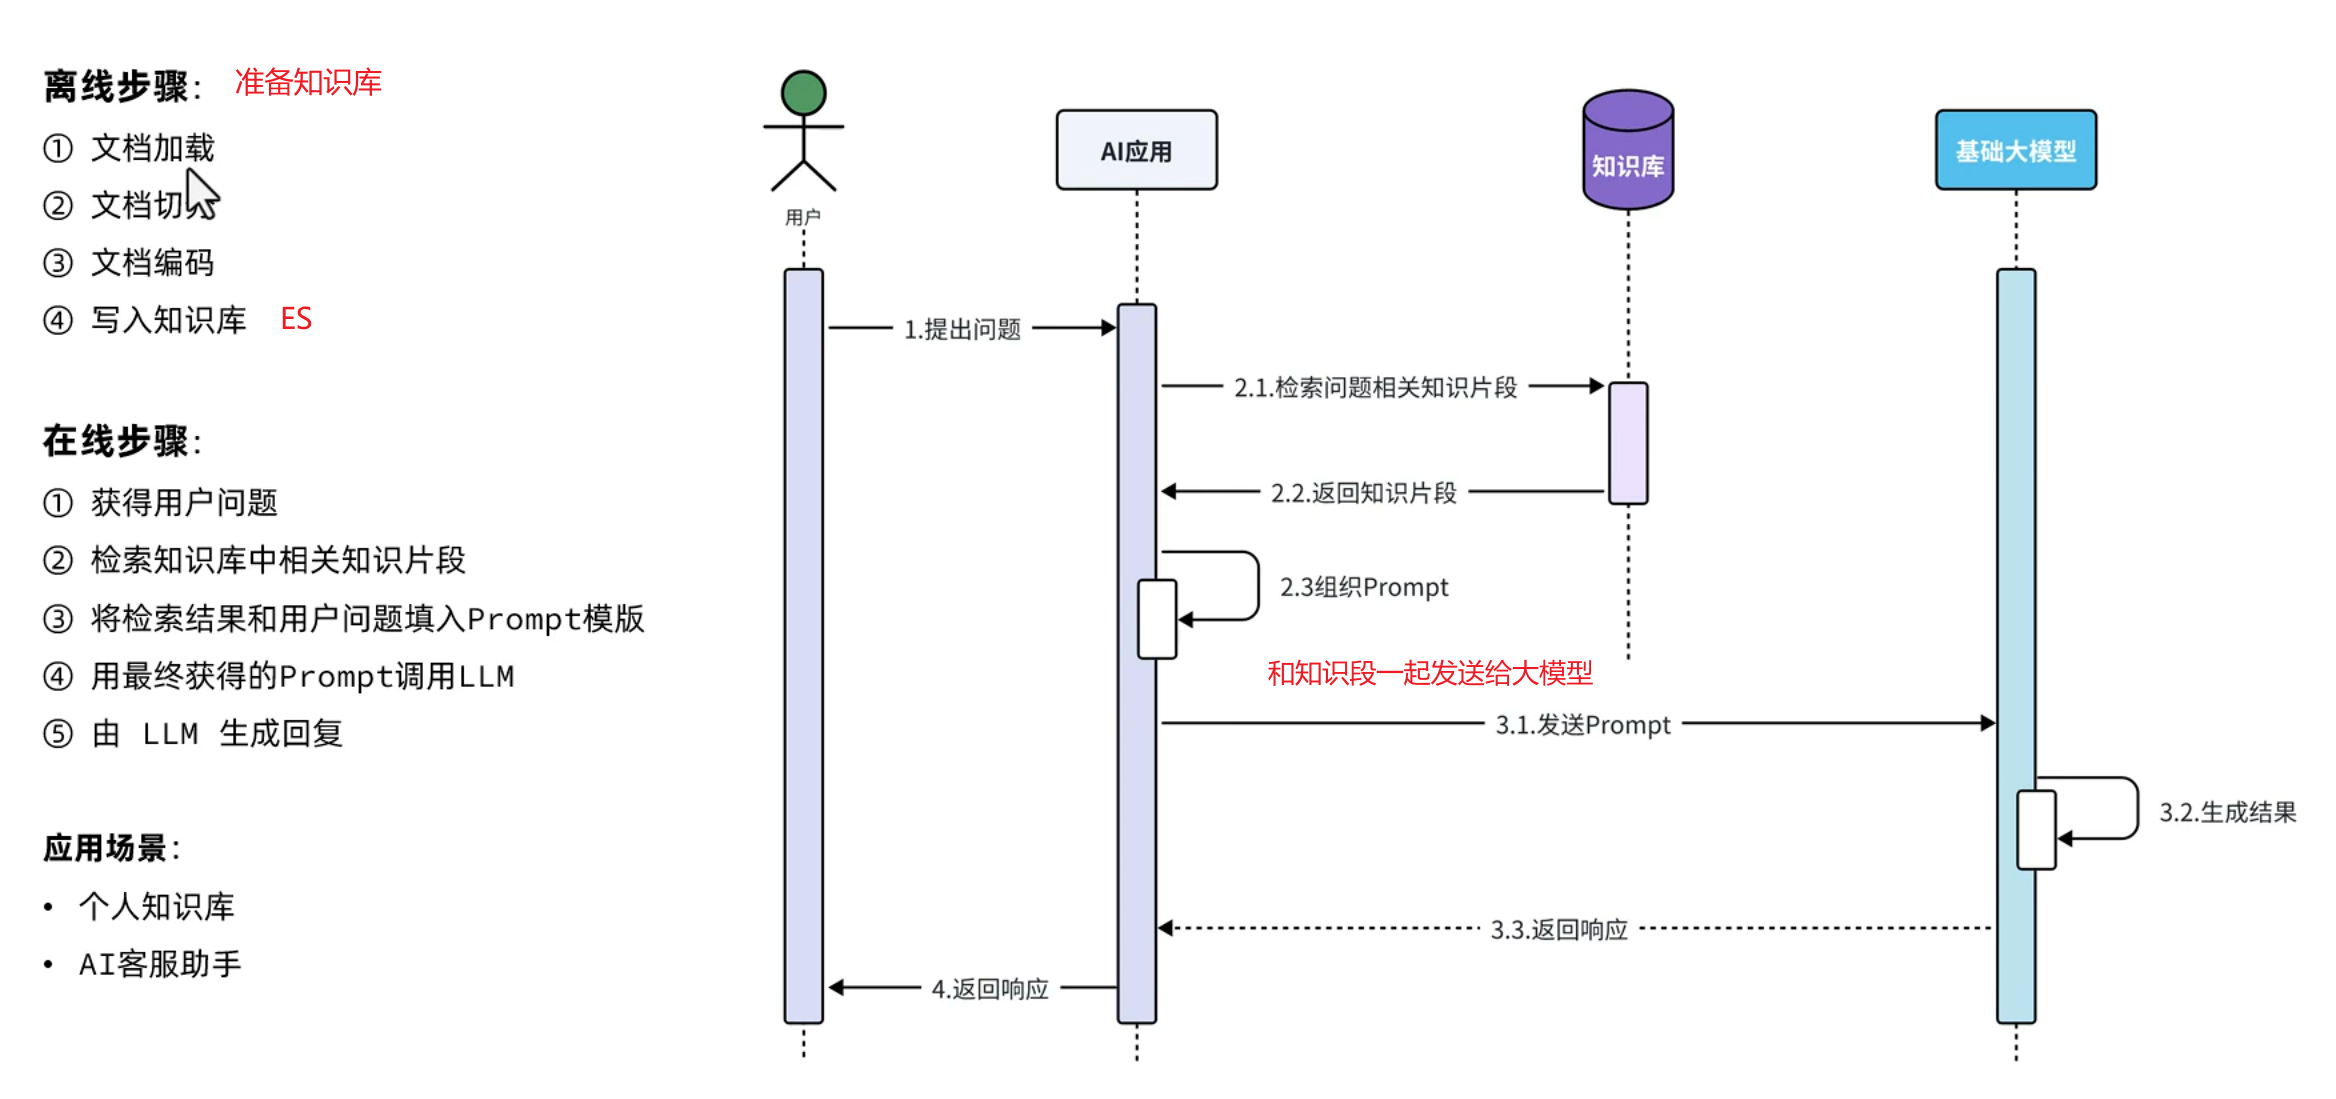 离线步骤： 准备知识库
① 文档加载
② 文档切
③ 文档编码
④ 写入知识库 ES
在线步骤：
① 获得用户问题
② 检索知识库中相关知识片段
③ 将检索结果和用户问题填入Prompt模版
④ 用最终获得的Prompt调用LLM
⑤ 由 LLM 生成回复
应用场景：
• 个人知识库
• AI客服助手
用户
AI应用
知识库
基础大模型
1.提出问题
2.1.检索问题相关知识片段
2.2.返回知识片段
2.3组织Prompt
和知识段一起发送给大模型
3.1.发送Prompt
3.2.生成结果
3.3.返回响应
4.返回响应